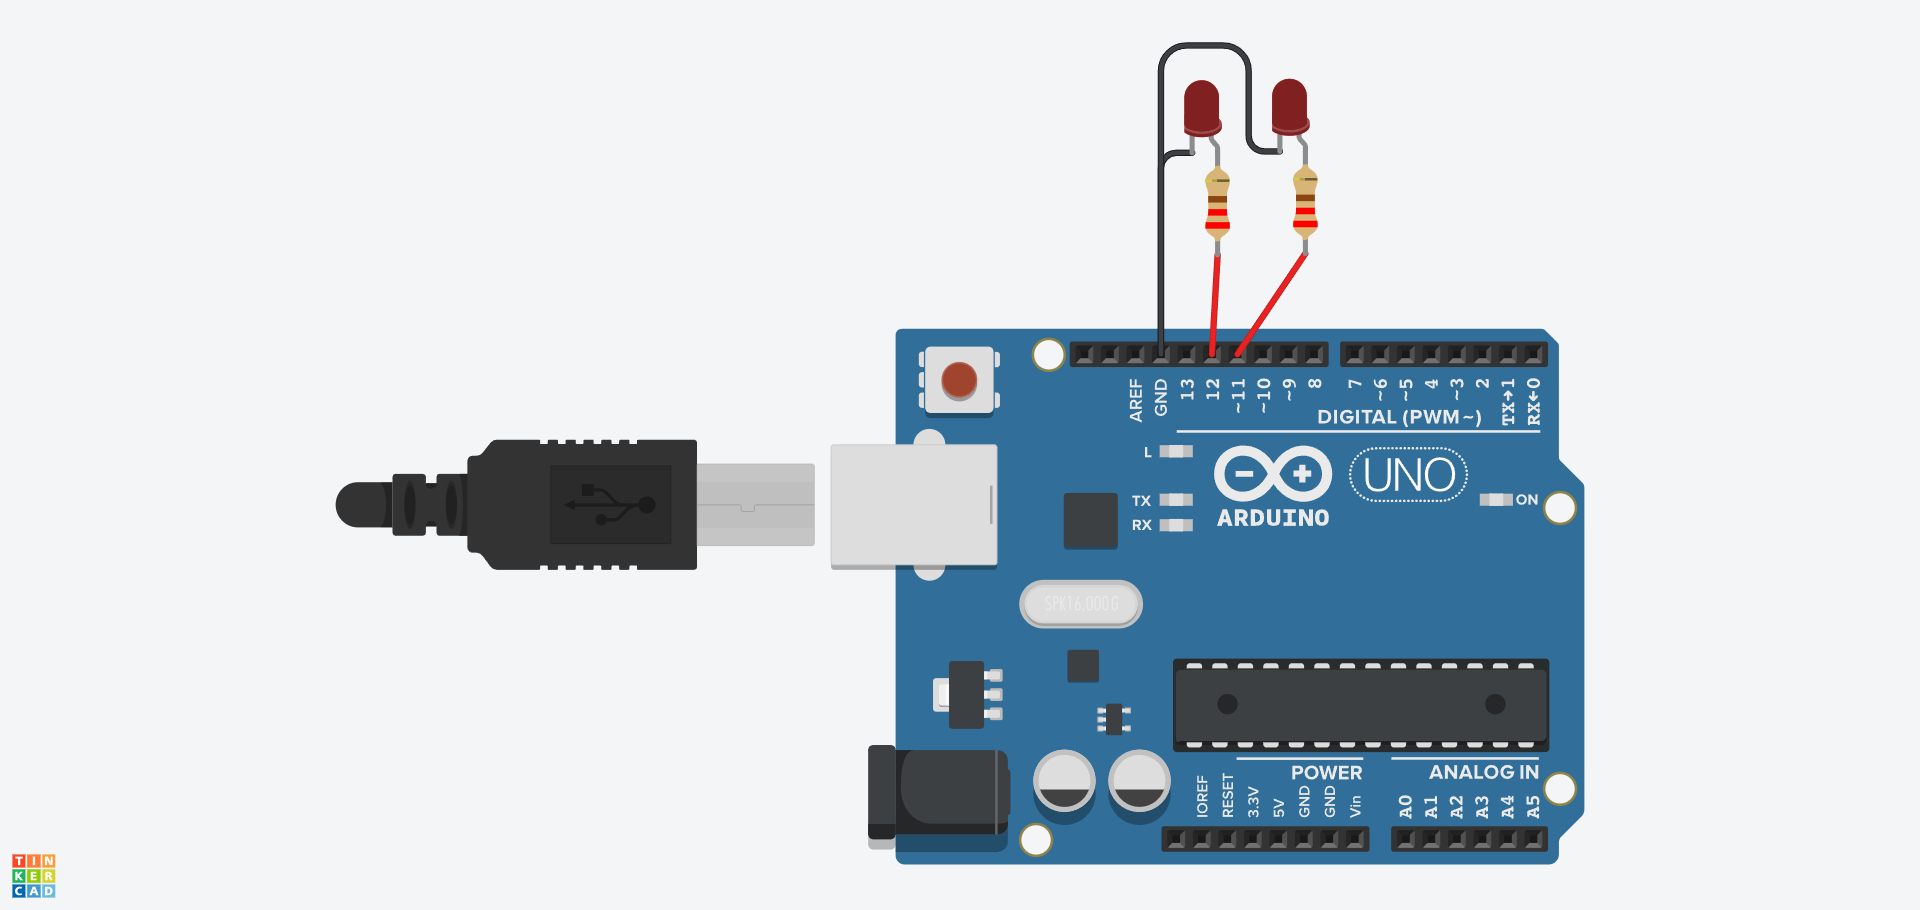 AREF
GND
13
12
~11
~10
~9
8
7
~6
~5
4
~3
2
TX→1
RX←0
DIGITAL (PWM~)
L
TX
RX
ARDUINO
UNO
ON
SPK16.000G
POWER
ANALOG IN
IOREF
RESET
3.3V
5V
GND
GND
Vin
A0
A1
A2
A3
A4
A5
TIN
KER
CAD